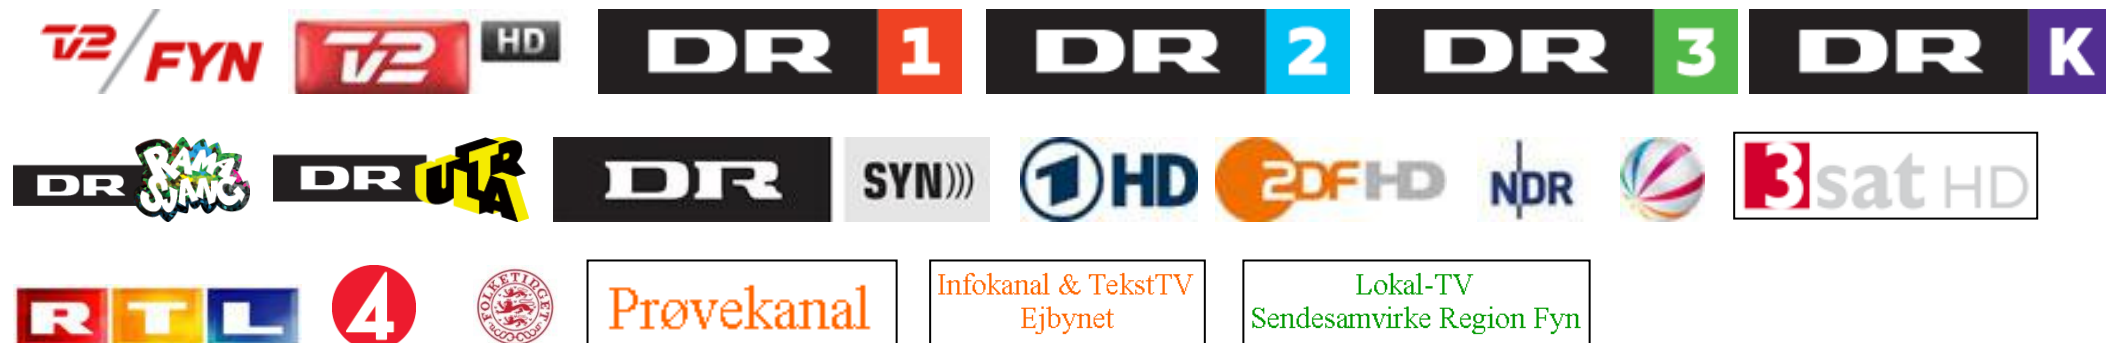 TV2/FYN TV2 HD DR 1 DR 2 DR 3 DR K
DR RAMASJANG DR ULTRA DR SYN))) 1 HD ZDF HD NDR 3sat HD
RTL 4 FOLKETINGET Prøvekanal
Infokanal & TekstTV
Ejbynet
Lokal-TV
Sendesamvirke Region Fyn